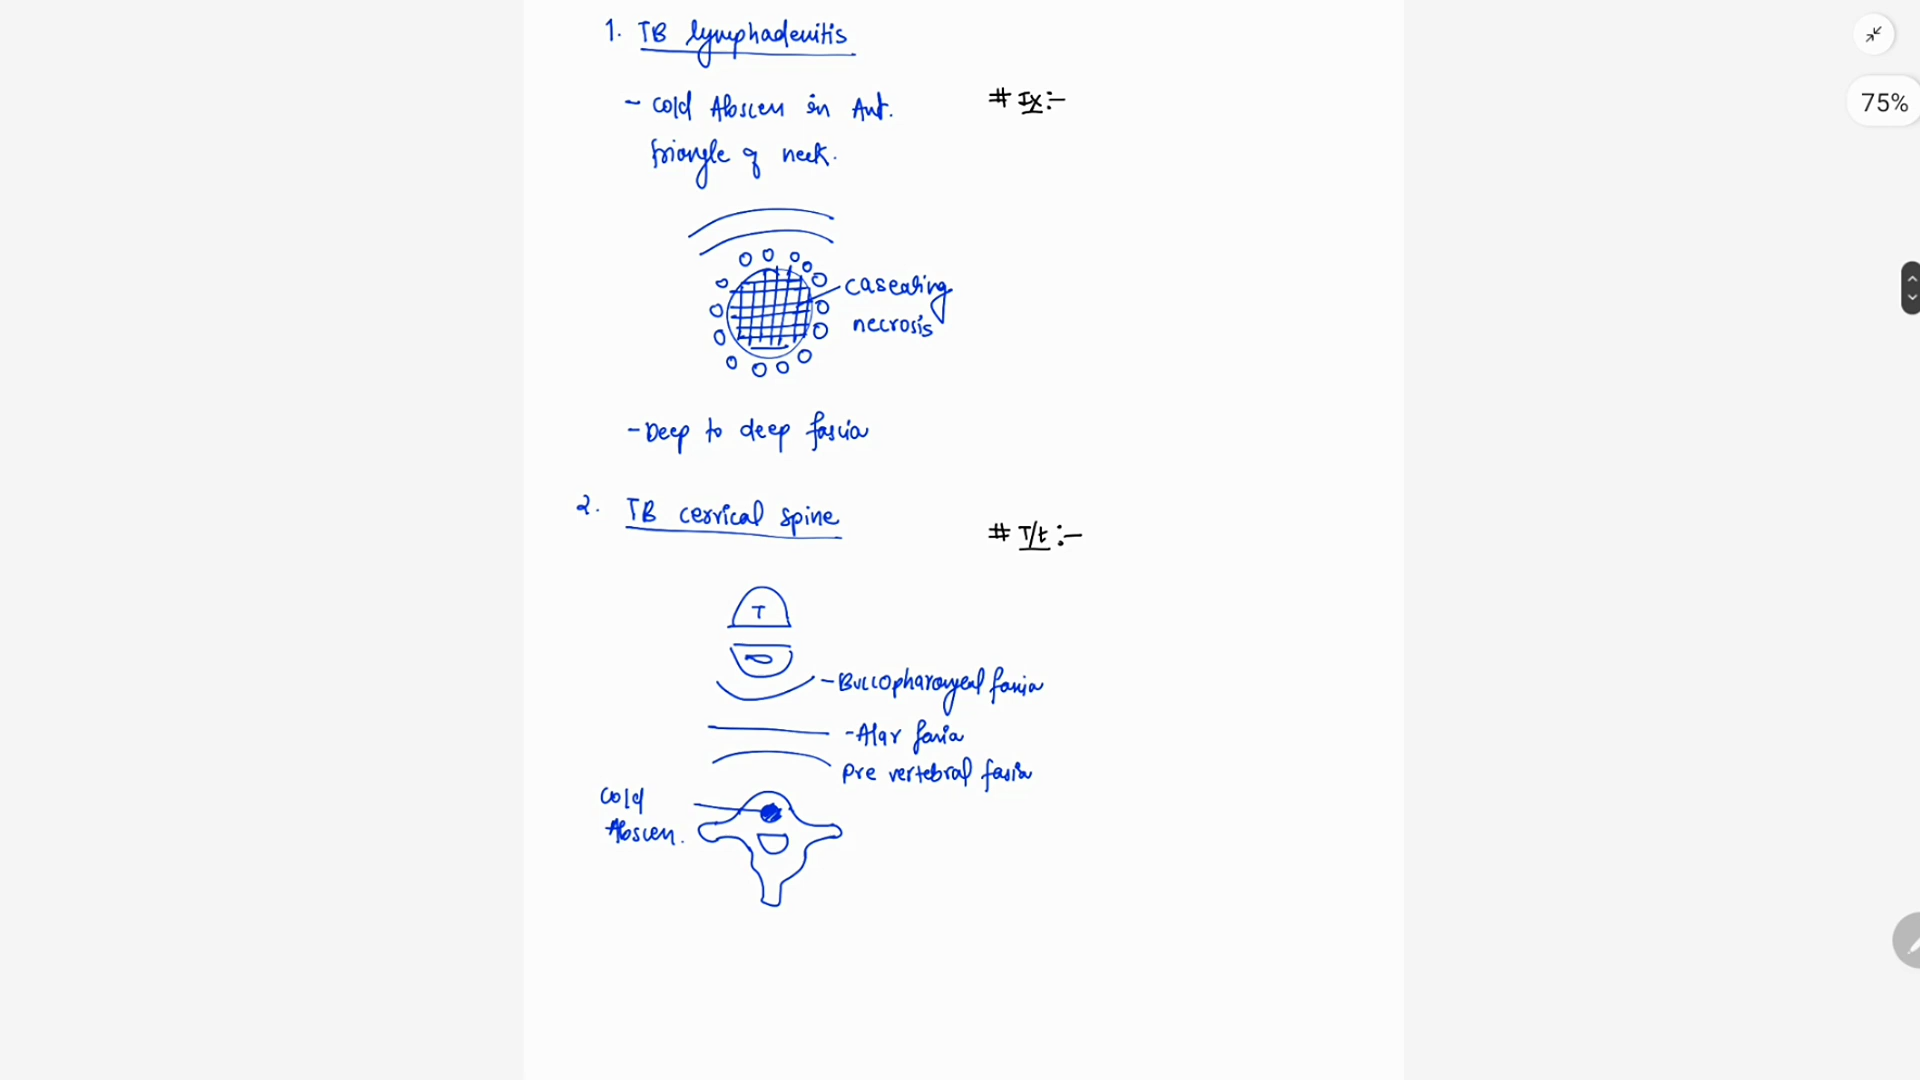 1. TB lymphadenitis
- cold Abscess in Ant.
triangle of neck.
# Ix:-
caseating
necrosis
- Deep to deep fascia
2. TB cervical spine
# T/t :-
T
- Buccopharyngeal fascia
- Alar fascia
Pre vertebral fascia
cold
Abscess.
75%